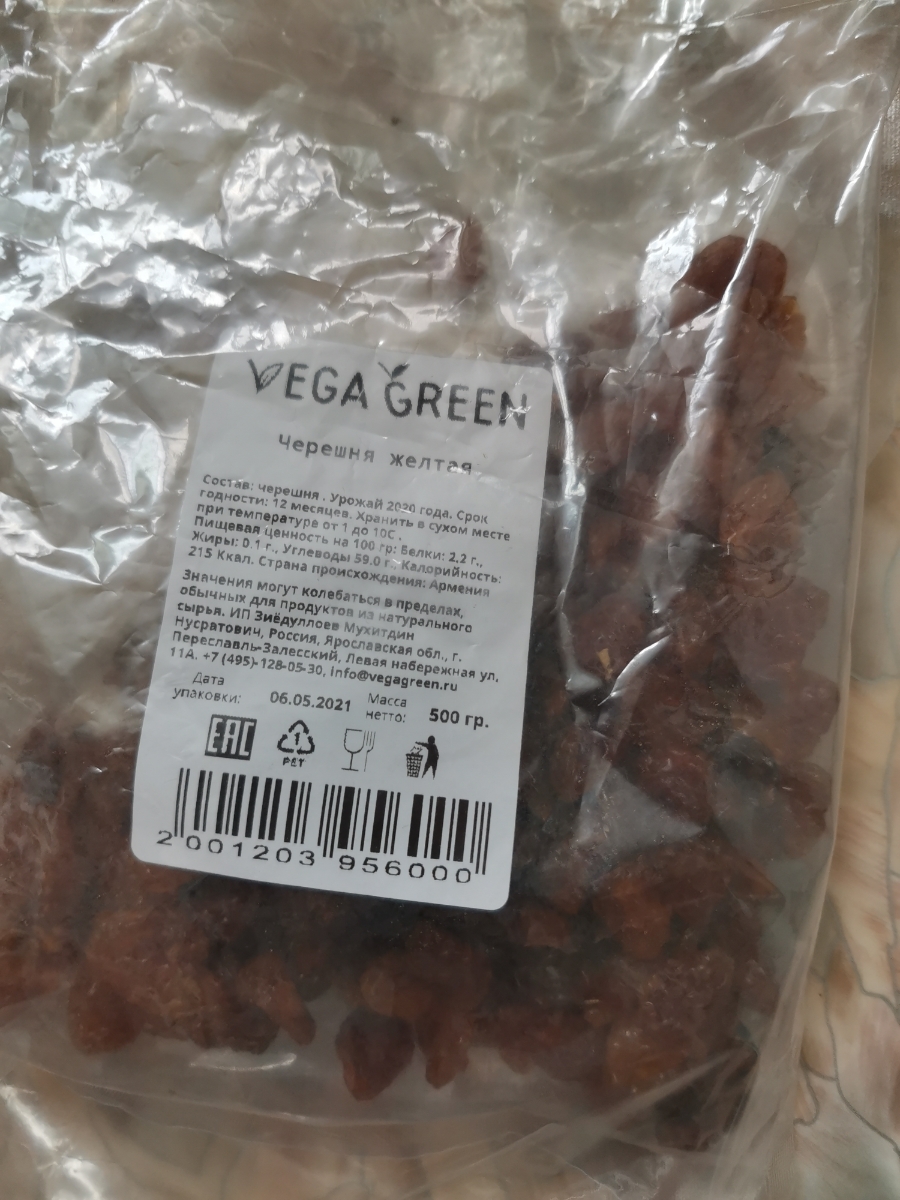 VEGA GREEN
Черешня желтая
Состав: черешня . Урожай 2020 года. Срок
годности: 12 месяцев. Хранить в сухом месте
при температуре от 1 до 10С .
Пищевая ценность на 100 гр: Белки: 2.2 г.,
Жиры: 0.1 г., Углеводы 59.0 г., Калорийность:
215 Ккал. Страна происхождения: Армения
Значения могут колебаться в пределах,
обычных для продуктов из натурального
сырья. ИП Зиёдуллоев Мухитдин
Нусратович, Россия, Ярославская обл., г.
Переславль-Залесский, Левая набережная ул,
11А. +7 (495)-128-05-30, info@vegagreen.ru
Дата упаковки: 06.05.2021 Масса нетто: 500 гр.
EAC
1
PET
2 001203 956000